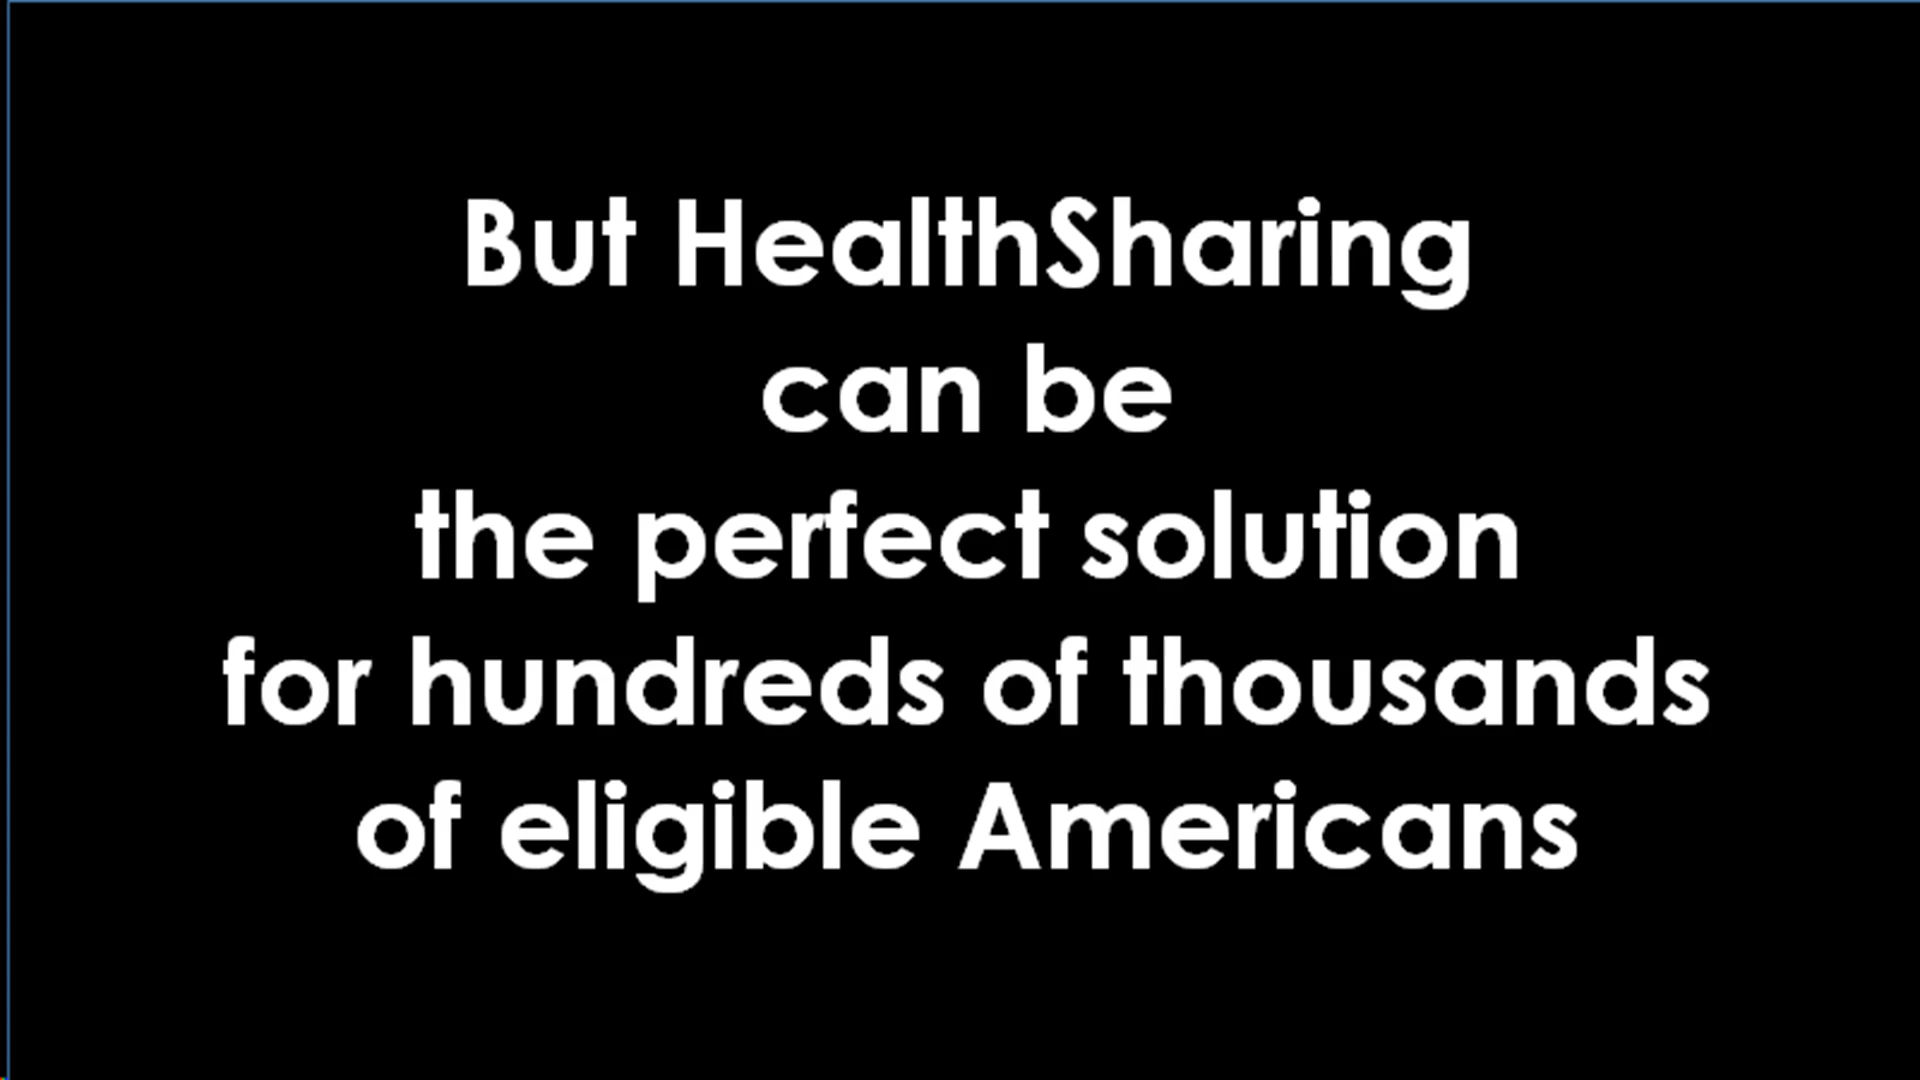 But HealthSharing
can be
the perfect solution
for hundreds of thousands
of eligible Americans